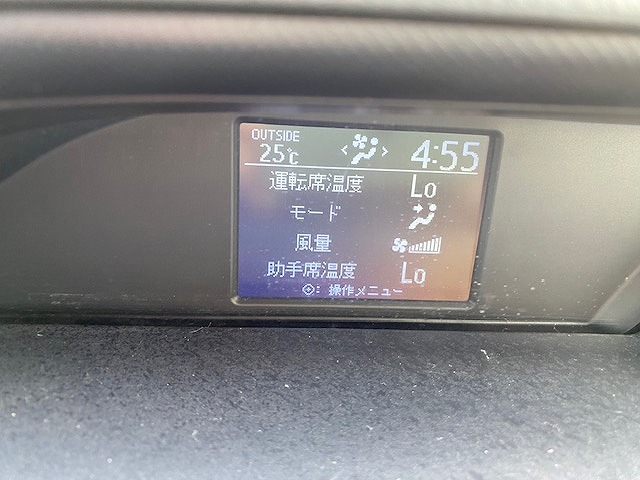 OUTSIDE
25℃ 4:55
運転席温度 Lo
モード
風量
助手席温度 Lo
: 操作メニュー